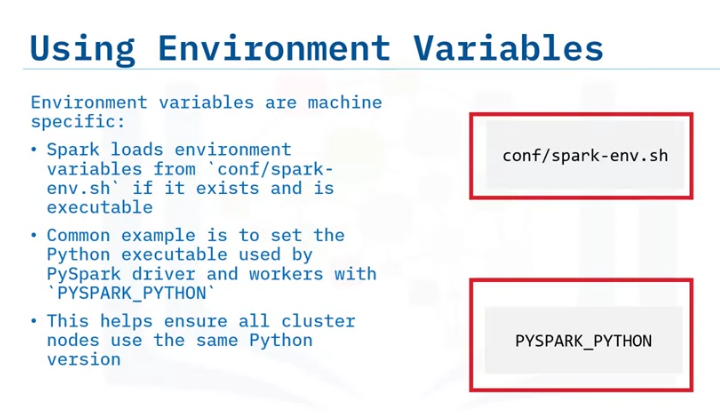 Using Environment Variables
Environment variables are machine
specific:
• Spark loads environment
variables from `conf/spark-
env.sh` if it exists and is
executable
• Common example is to set the
Python executable used by
PySpark driver and workers with
`PYSPARK_PYTHON`
• This helps ensure all cluster
nodes use the same Python
version
conf/spark-env.sh
PYSPARK_PYTHON